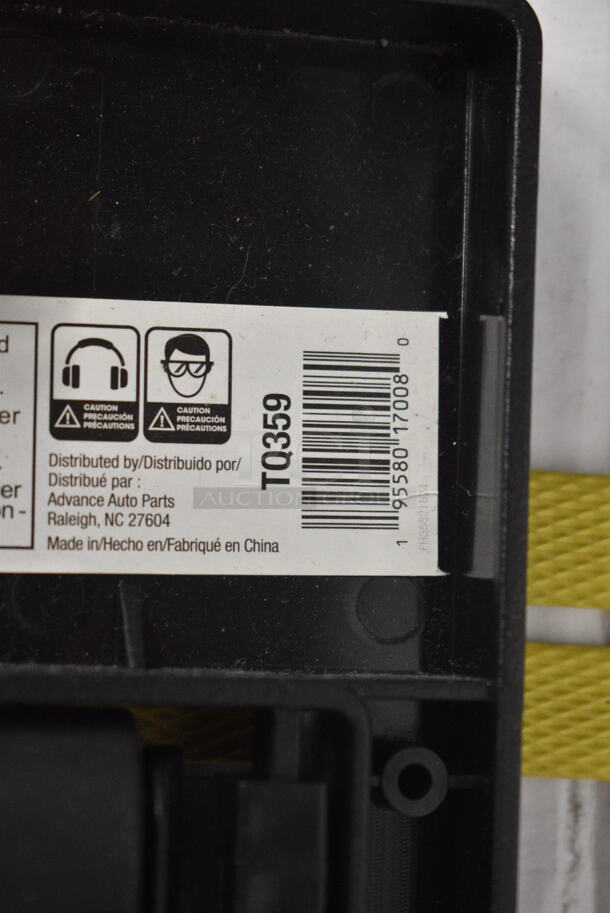 d
.
er
.
er
on -
CAUTION
PRECAUCIÓN
PRÉCAUTIONS
CAUTION
PRECAUCIÓN
PRÉCAUTIONS
Distributed by/Distribuido por/
Distribué par :
Advance Auto Parts
Raleigh, NC 27604
Made in/Hecho en/Fabriqué en China
TQ359
1 95580 17008 0
AUCTION GROUP